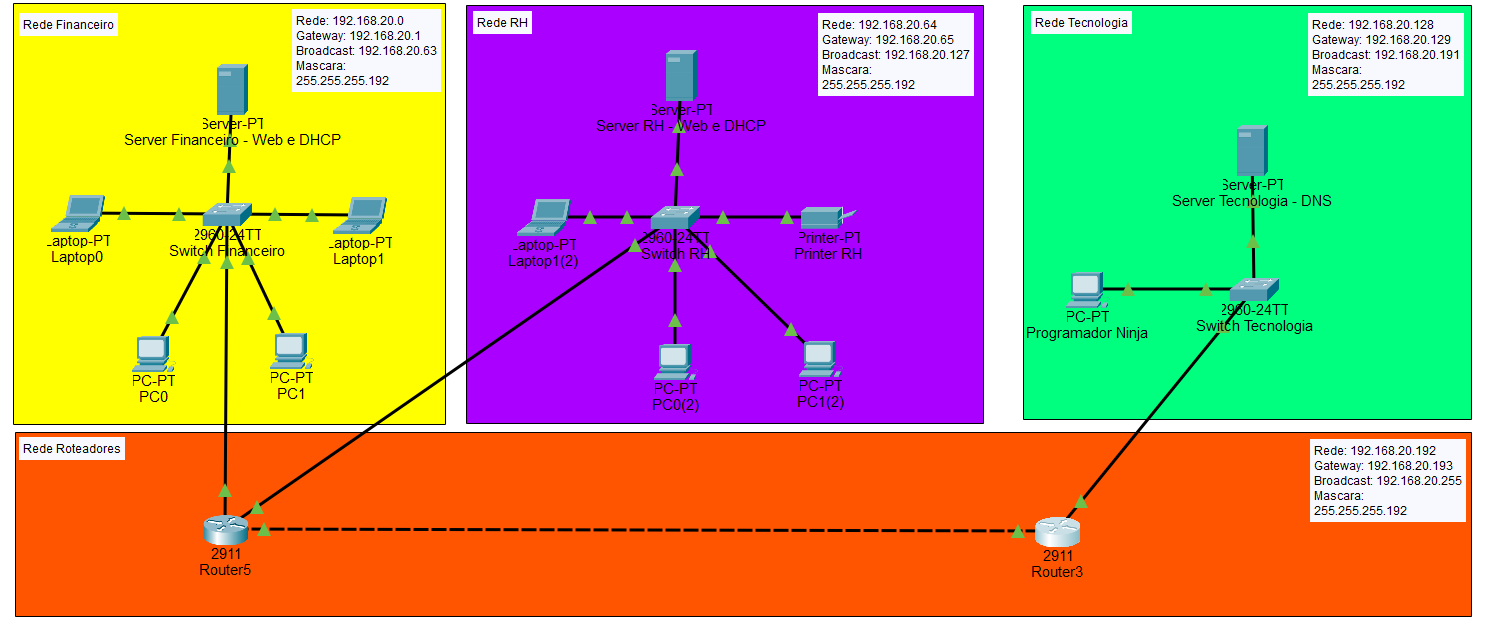 Rede Financeiro
Rede: 192.168.20.0
Gateway: 192.168.20.1
Broadcast: 192.168.20.63
Mascara:
255.255.255.192
Server-PT
Server Financeiro - Web e DHCP
Laptop-PT
Laptop0
2960-24TT
Switch Financeiro
Laptop-PT
Laptop1
PC-PT
PC0
PC-PT
PC1
Rede RH
Rede: 192.168.20.64
Gateway: 192.168.20.65
Broadcast: 192.168.20.127
Mascara:
255.255.255.192
Server-PT
Server RH - Web e DHCP
Laptop-PT
Laptop1(2)
2960-24TT
Switch RH
Printer-PT
Printer RH
PC-PT
PC0(2)
PC-PT
PC1(2)
Rede Tecnologia
Rede: 192.168.20.128
Gateway: 192.168.20.129
Broadcast: 192.168.20.191
Mascara:
255.255.255.192
Server-PT
Server Tecnologia - DNS
PC-PT
Programador Ninja
2960-24TT
Switch Tecnologia
Rede Roteadores
Rede: 192.168.20.192
Gateway: 192.168.20.193
Broadcast: 192.168.20.255
Mascara:
255.255.255.192
2911
Router5
2911
Router3